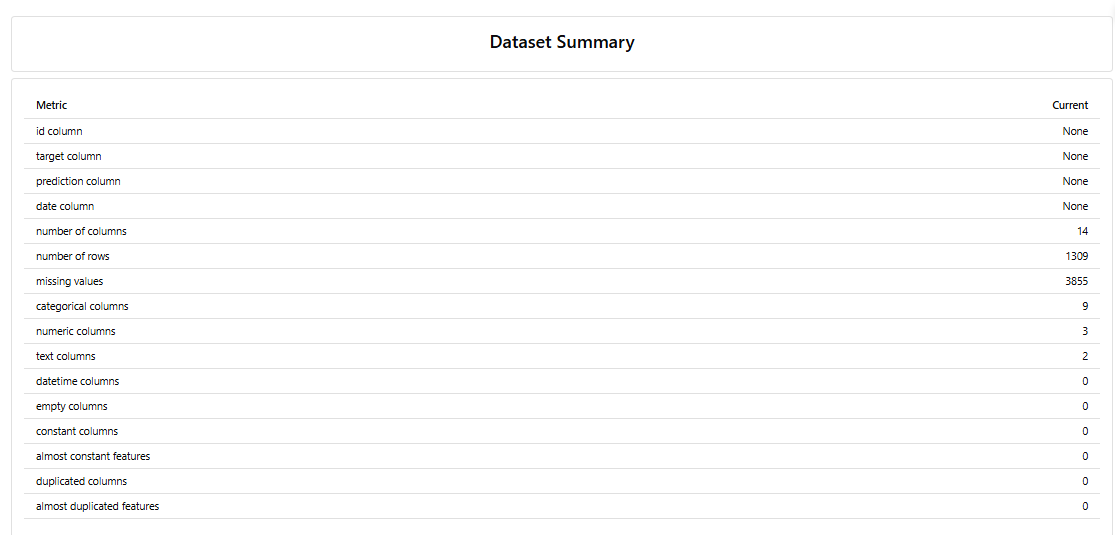 Dataset Summary
Metric Current
id column None
target column None
prediction column None
date column None
number of columns 14
number of rows 1309
missing values 3855
categorical columns 9
numeric columns 3
text columns 2
datetime columns 0
empty columns 0
constant columns 0
almost constant features 0
duplicated columns 0
almost duplicated features 0